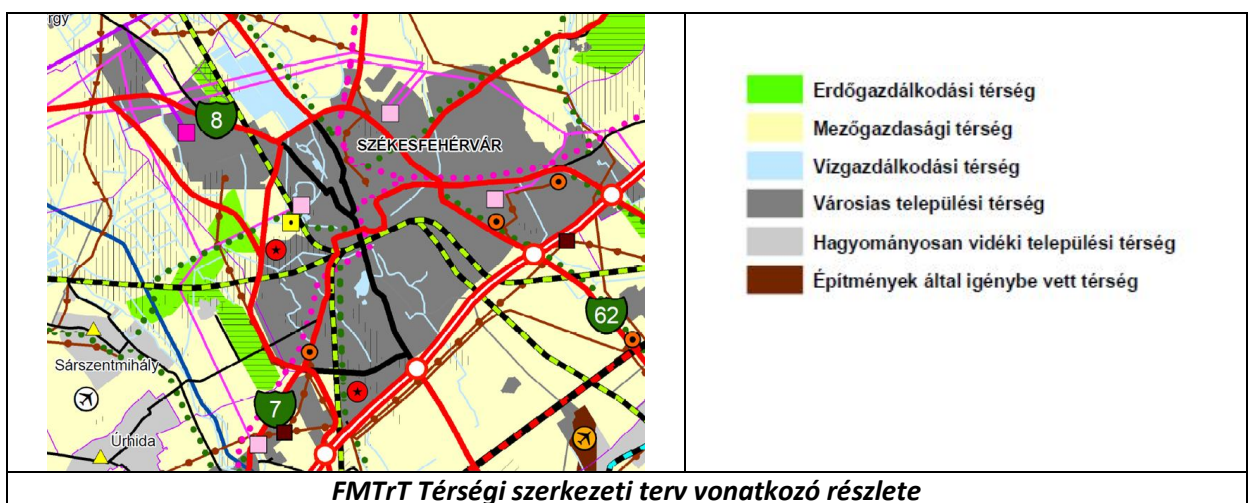 rgy
8
SZÉKESFEHÉRVÁR
62
Sárszentmihály
7
Úrhida
Erdőgazdálkodási térség
Mezőgazdasági térség
Vízgazdálkodási térség
Városias települési térség
Hagyományosan vidéki települési térség
Építmények által igénybe vett térség
FMTrT Térségi szerkezeti terv vonatkozó részlete